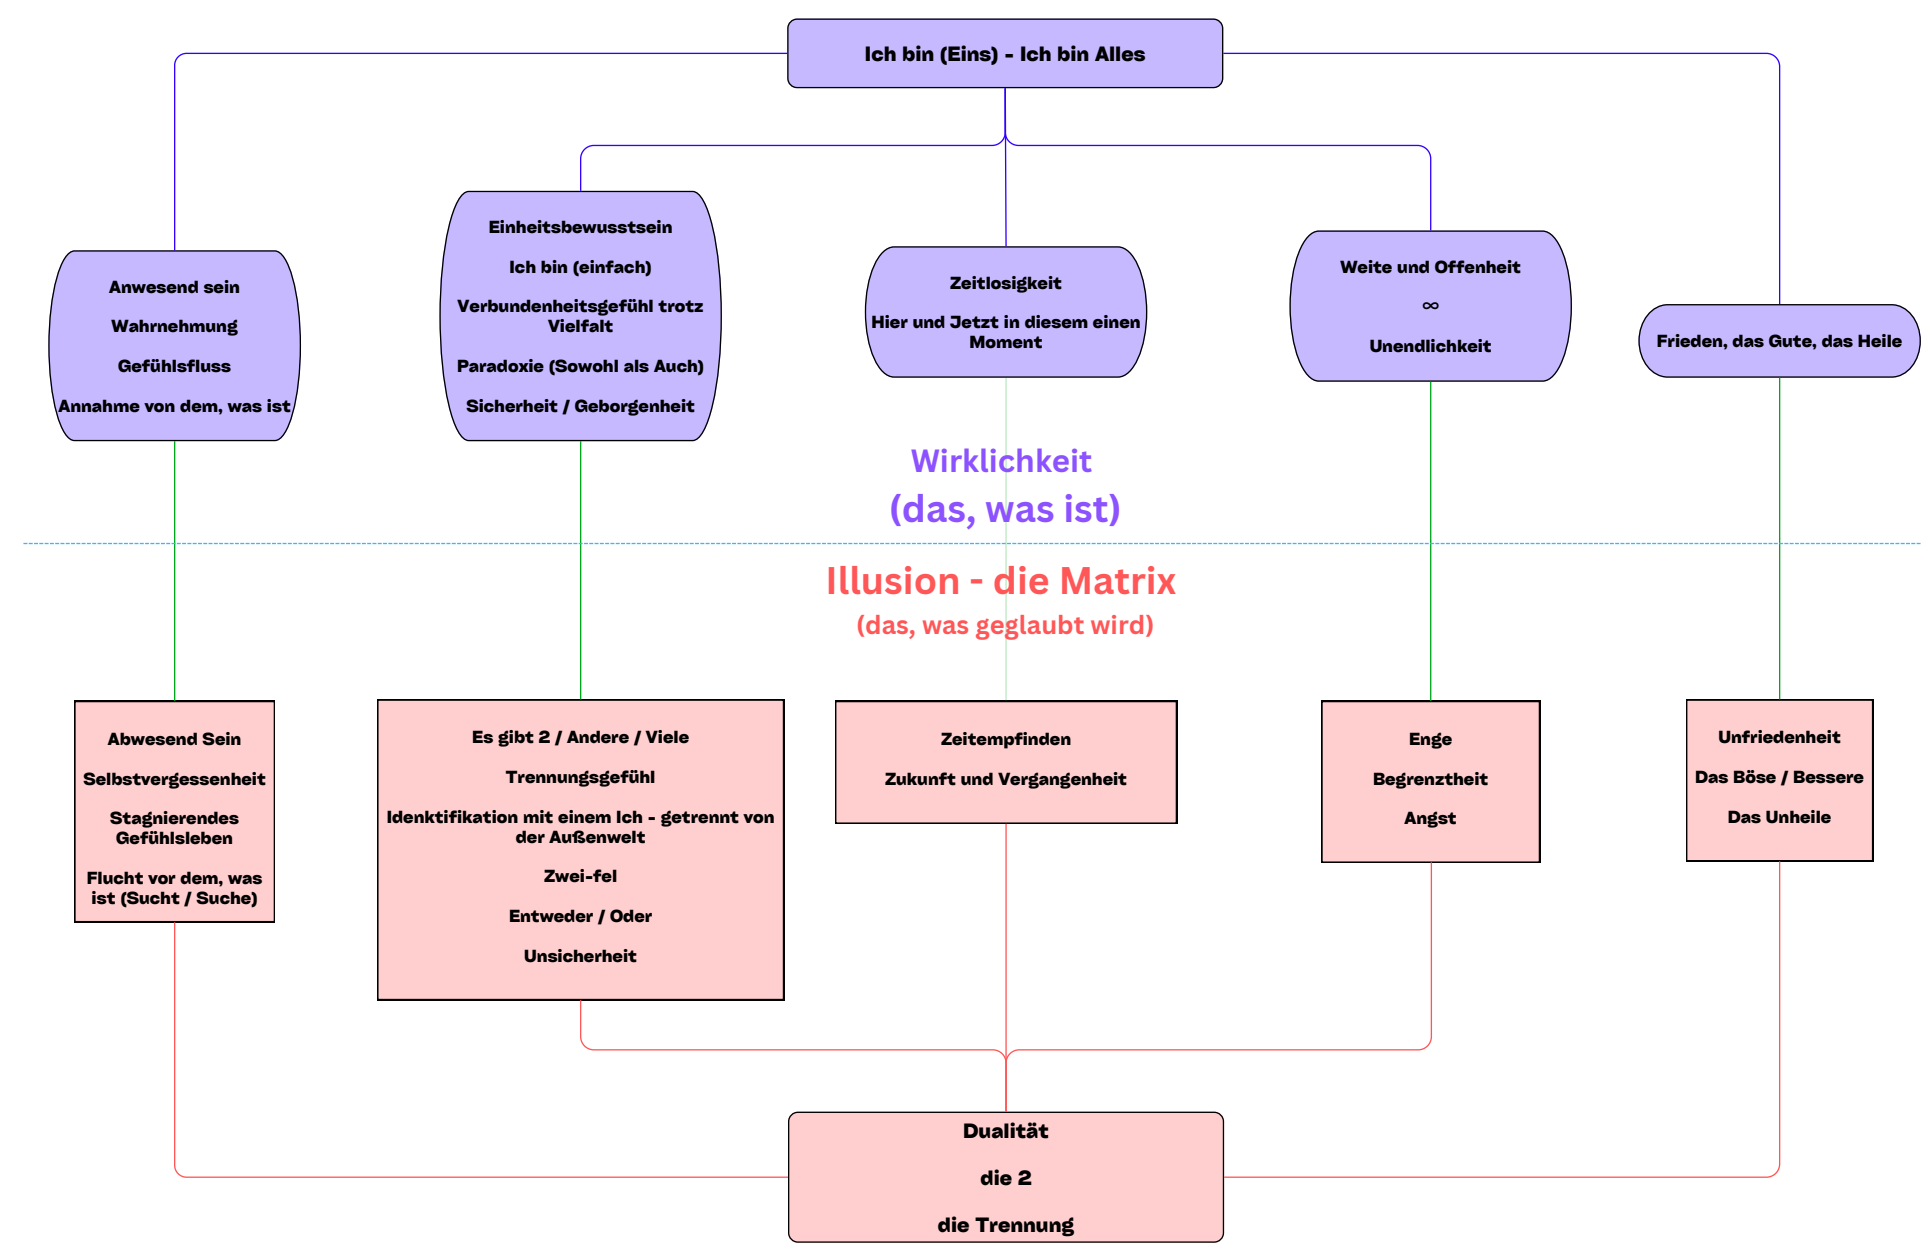 Ich bin (Eins) - Ich bin Alles
Anwesend sein
Wahrnehmung
Gefühlsfluss
Annahme von dem, was ist
Einheitsbewusstsein
Ich bin (einfach)
Verbundenheitsgefühl trotz
Vielfalt
Paradoxie (Sowohl als Auch)
Sicherheit / Geborgenheit
Zeitlosigkeit
Hier und Jetzt in diesem einen
Moment
Weite und Offenheit
∞
Unendlichkeit
Frieden, das Gute, das Heile
Wirklichkeit
(das, was ist)
Illusion - die Matrix
(das, was geglaubt wird)
Abwesend Sein
Selbstvergessenheit
Stagnierendes
Gefühlsleben
Flucht vor dem, was
ist (Sucht / Suche)
Es gibt 2 / Andere / Viele
Trennungsgefühl
Idenktifikation mit einem Ich - getrennt von
der Außenwelt
Zwei-fel
Entweder / Oder
Unsicherheit
Zeitempfinden
Zukunft und Vergangenheit
Enge
Begrenztheit
Angst
Unfriedenheit
Das Böse / Bessere
Das Unheile
Dualität
die 2
die Trennung